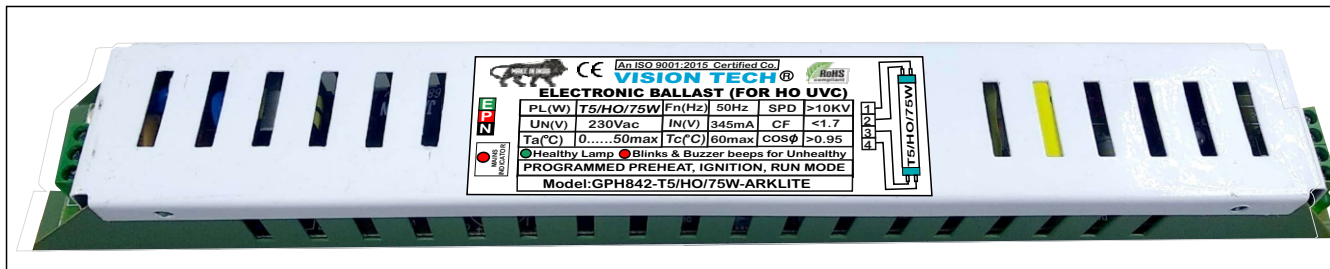 MAKE IN INDIA
CE
An ISO 9001:2015 Certified Co.
VISION TECH®
RoHS
compliant
ELECTRONIC BALLAST (FOR HO UVC)
E
P
N
PL(W) T5/HO/75W Fn(Hz) 50Hz SPD >10KV
UN(V) 230Vac IN(V) 345mA CF <1.7
Ta(°C) 0......50max Tc(°C) 60max COSφ >0.95
Healthy Lamp Blinks & Buzzer beeps for Unhealthy
MAINS
INDICATOR
PROGRAMMED PREHEAT, IGNITION, RUN MODE
Model:GPH842-T5/HO/75W-ARKLITE
1
2
3
4
T5/HO/75W